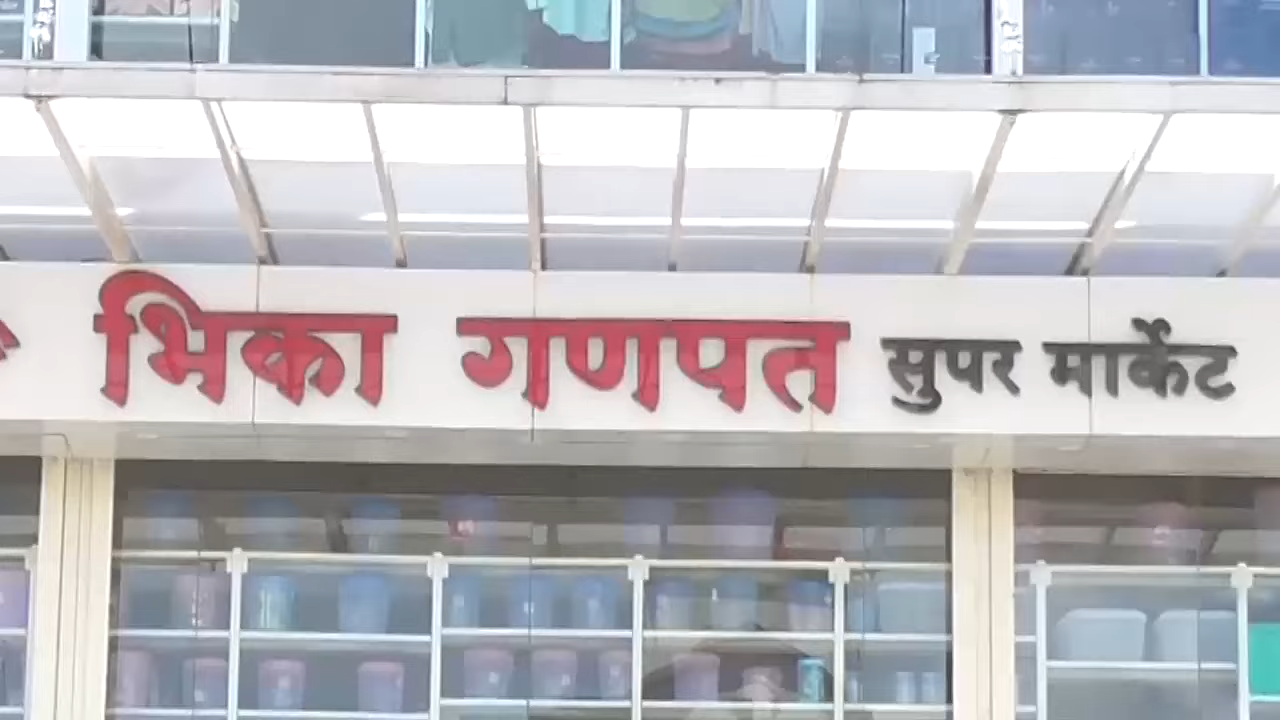 भिका गणपत सुपर मार्केट